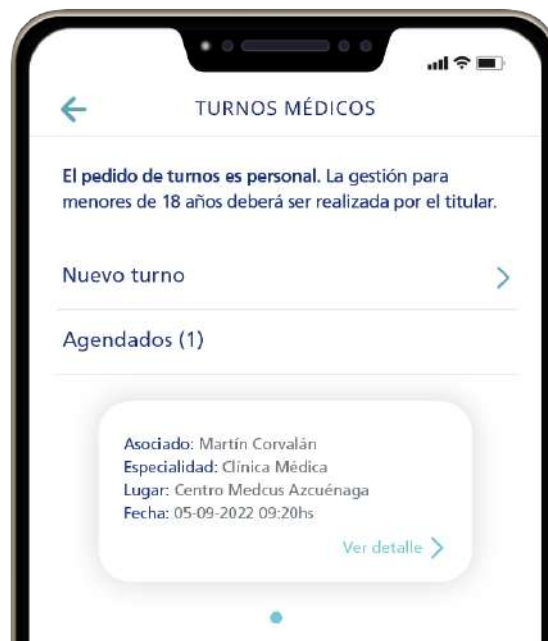 TURNOS MÉDICOS
El pedido de turnos es personal. La gestión para
menores de 18 años deberá ser realizada por el titular.
Nuevo turno
Agendados (1)
Asociado: Martín Corvalán
Especialidad: Clínica Médica
Lugar: Centro Medcus Azcuénaga
Fecha: 05-09-2022 09:20hs
Ver detalle